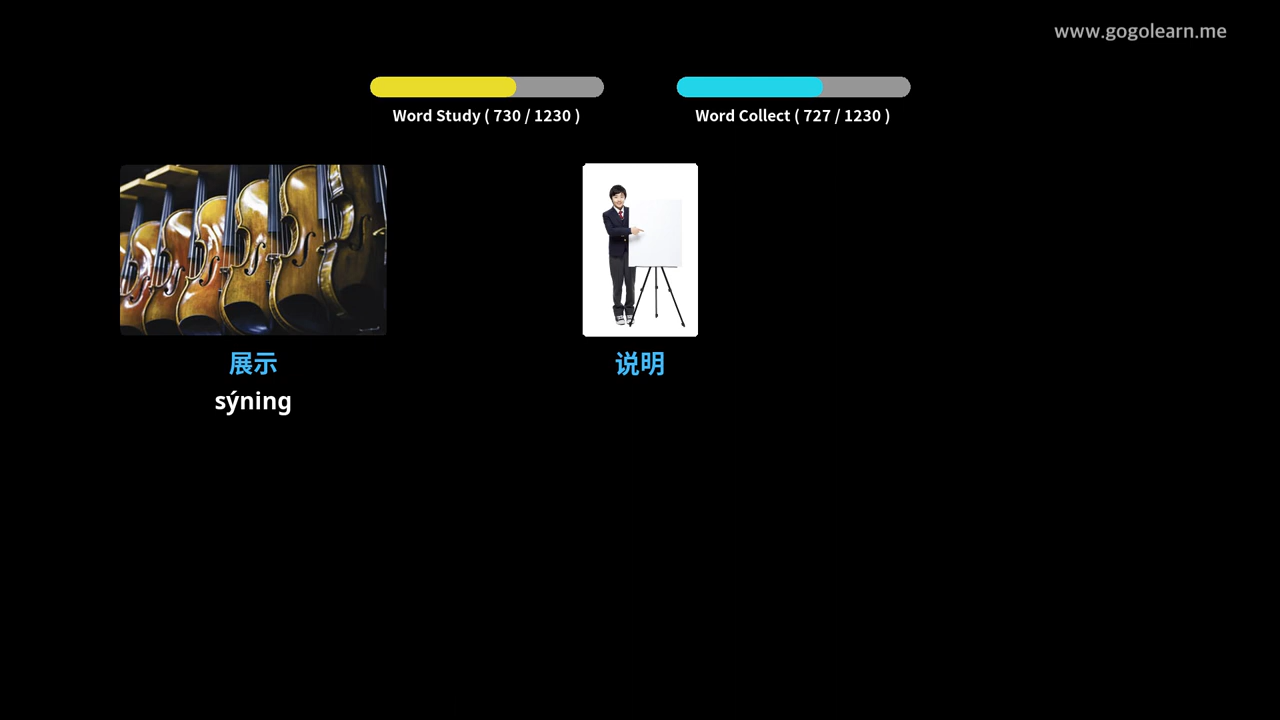 www.gogolearn.me
Word Study ( 730 / 1230 )
Word Collect ( 727 / 1230 )
展示
sýning
说明